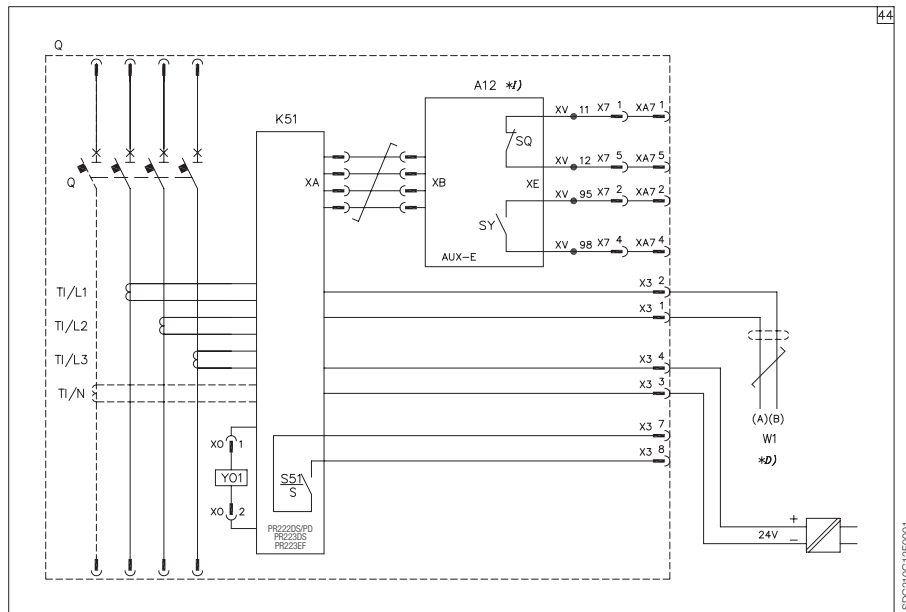 44
Q
A12 *I)
K51
XV 11 X7 1 XA7 1
SQ
XA XB XE
XV 12 X7 5 XA7 5
Q
XV 95 X7 2 XA7 2
SY
XV 98 X7 4 XA7 4
AUX-E
TI/L1
X3 2
TI/L2
X3 1
TI/L3
X3 4
TI/N
X3 3
(A)(B)
W1
*D)
X3 7
X0 1
X3 8
Y01
S51
S
X0 2
PR222DS/PD
PR223DS
PR223EF
+
24V
-